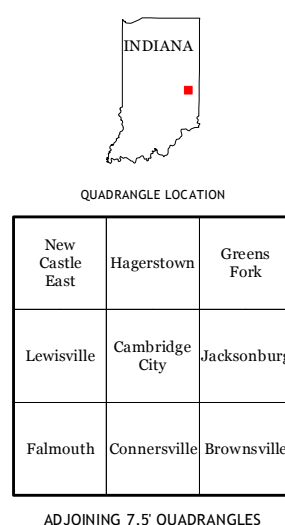 INDIANA
QUADRANGLE LOCATION
New
Castle
East
Hagerstown
Greens
Fork
Lewisville
Cambridge
City
Jacksonburg
Falmouth
Connersville
Brownsville
ADJOINING 7.5' QUADRANGLES